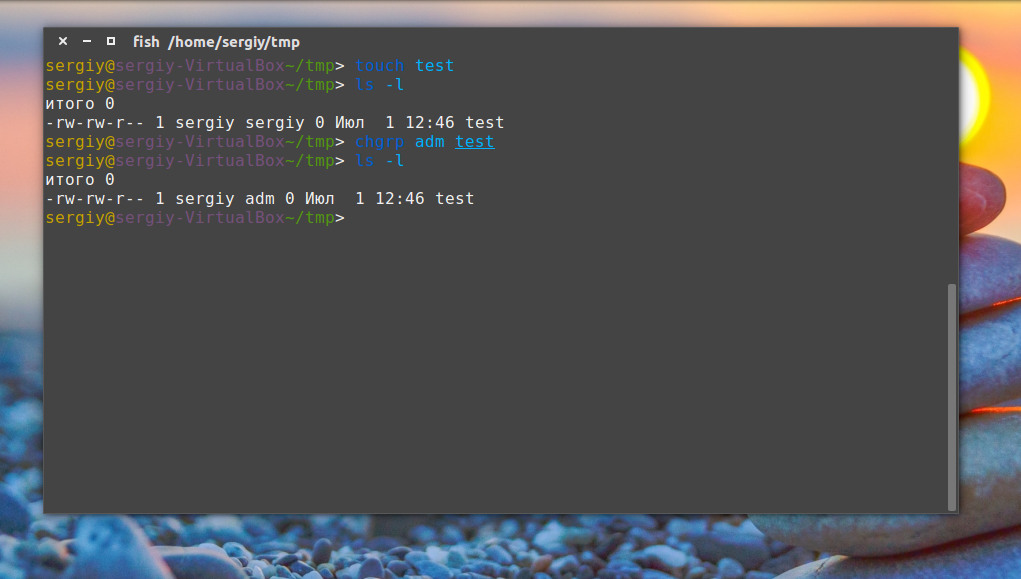 fish /home/sergiy/tmp
sergiy@sergiy-VirtualBox~/tmp> touch test
sergiy@sergiy-VirtualBox~/tmp> ls -l
итого 0
-rw-rw-r-- 1 sergiy sergiy 0 Июл  1 12:46 test
sergiy@sergiy-VirtualBox~/tmp> chgrp adm test
sergiy@sergiy-VirtualBox~/tmp> ls -l
итого 0
-rw-rw-r-- 1 sergiy adm 0 Июл  1 12:46 test
sergiy@sergiy-VirtualBox~/tmp>